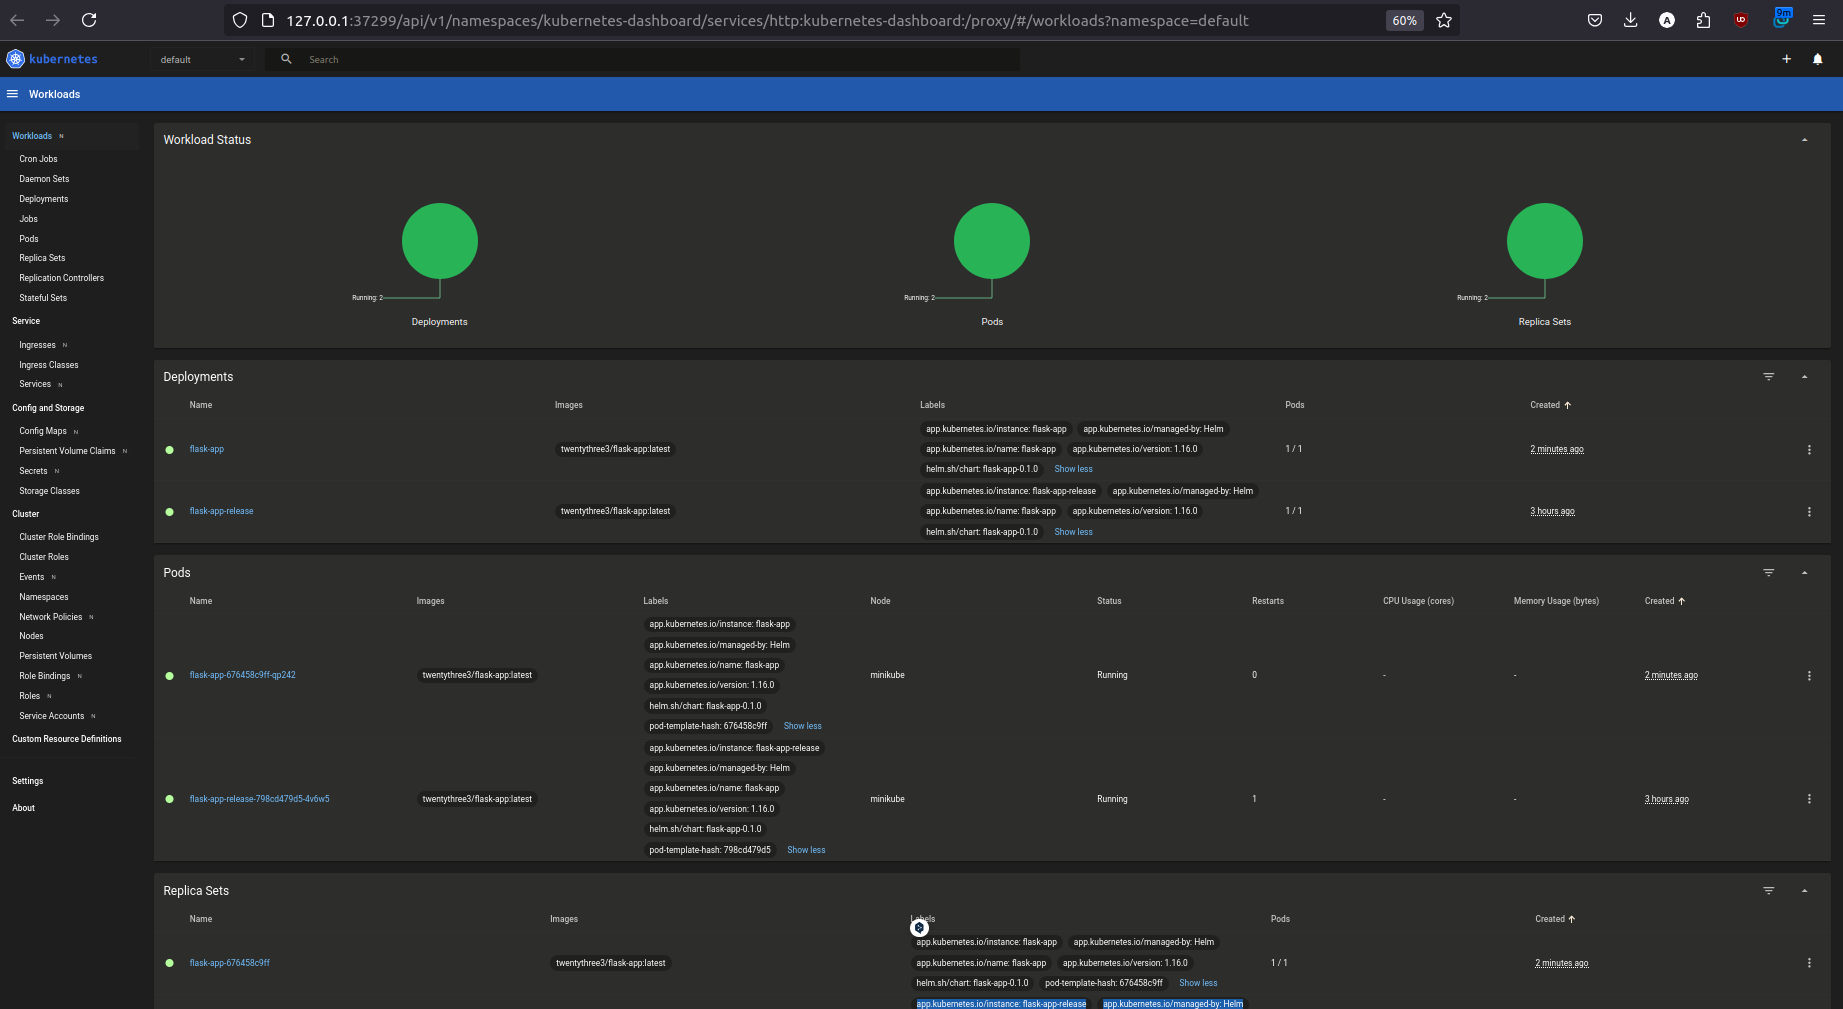 127.0.0.1:37299/api/v1/namespaces/kubernetes-dashboard/services/http:kubernetes-dashboard:/proxy/#/workloads?namespace=default
60%
A
9m
kubernetes
default
Search
Workloads
Workloads N
Cron Jobs
Daemon Sets
Deployments
Jobs
Pods
Replica Sets
Replication Controllers
Stateful Sets
Service
Ingresses N
Ingress Classes
Services N
Config and Storage
Config Maps N
Persistent Volume Claims N
Secrets N
Storage Classes
Cluster
Cluster Role Bindings
Cluster Roles
Events N
Namespaces
Network Policies N
Nodes
Persistent Volumes
Role Bindings N
Roles N
Service Accounts N
Custom Resource Definitions
Settings
About
Workload Status
Running: 2
Deployments
Running: 2
Pods
Running: 2
Replica Sets
Deployments
Name Images Labels Pods Created
flask-app twentythree3/flask-app:latest
app.kubernetes.io/instance: flask-app app.kubernetes.io/managed-by: Helm
app.kubernetes.io/name: flask-app app.kubernetes.io/version: 1.16.0
helm.sh/chart: flask-app-0.1.0 Show less
1 / 1 2 minutes ago
flask-app-release twentythree3/flask-app:latest
app.kubernetes.io/instance: flask-app-release app.kubernetes.io/managed-by: Helm
app.kubernetes.io/name: flask-app app.kubernetes.io/version: 1.16.0
helm.sh/chart: flask-app-0.1.0 Show less
1 / 1 3 hours ago
Pods
Name Images Labels Node Status Restarts CPU Usage (cores) Memory Usage (bytes) Created
flask-app-676458c9ff-qp242 twentythree3/flask-app:latest
app.kubernetes.io/instance: flask-app
app.kubernetes.io/managed-by: Helm
app.kubernetes.io/name: flask-app
app.kubernetes.io/version: 1.16.0
helm.sh/chart: flask-app-0.1.0
pod-template-hash: 676458c9ff Show less
minikube Running 0 - - 2 minutes ago
flask-app-release-798cd479d5-4v6w5 twentythree3/flask-app:latest
app.kubernetes.io/instance: flask-app-release
app.kubernetes.io/managed-by: Helm
app.kubernetes.io/name: flask-app
app.kubernetes.io/version: 1.16.0
helm.sh/chart: flask-app-0.1.0
pod-template-hash: 798cd479d5 Show less
minikube Running 1 - - 3 hours ago
Replica Sets
Name Images Labels Pods Created
flask-app-676458c9ff twentythree3/flask-app:latest
app.kubernetes.io/instance: flask-app app.kubernetes.io/managed-by: Helm
app.kubernetes.io/name: flask-app app.kubernetes.io/version: 1.16.0
helm.sh/chart: flask-app-0.1.0 pod-template-hash: 676458c9ff Show less
1 / 1 2 minutes ago
app.kubernetes.io/instance: flask-app-release app.kubernetes.io/managed-by: Helm